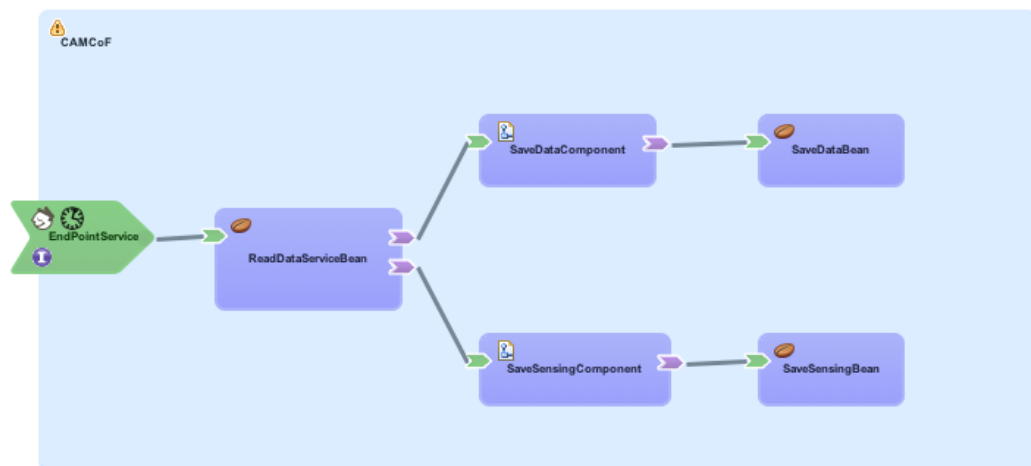 CAMCoF
SaveDataComponent
SaveDataBean
EndPointService
I
ReadDataServiceBean
SaveSensingComponent
SaveSensingBean